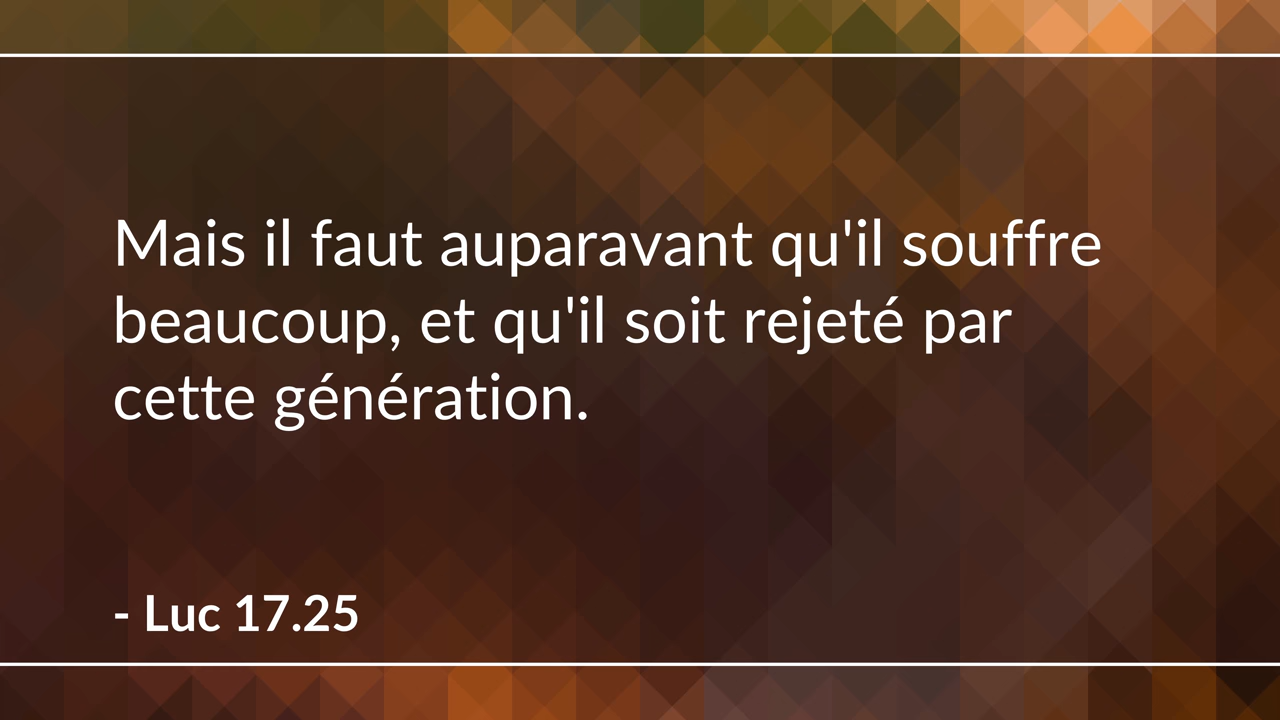 Mais il faut auparavant qu'il souffre
beaucoup, et qu'il soit rejeté par
cette génération.
- Luc 17.25